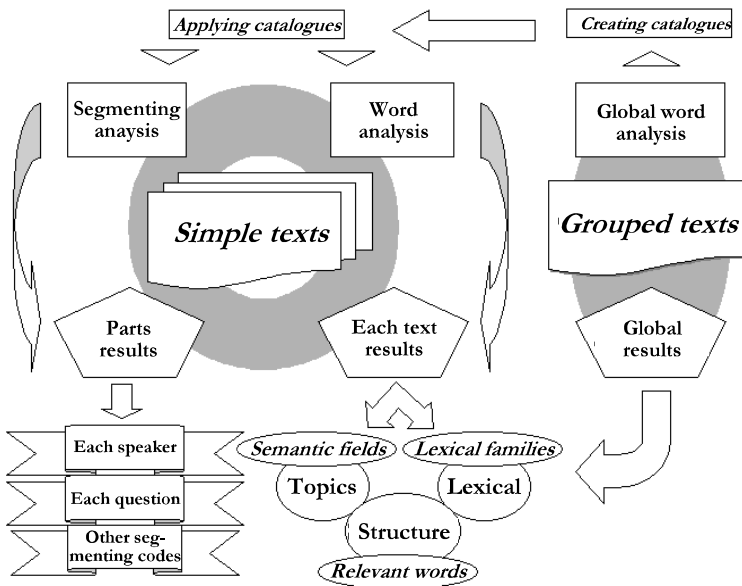 Applying catalogues
Creating catalogues
Segmenting
anaysis
Word
analysis
Global word
analysis
Simple texts
Grouped texts
Parts
results
Each text
results
Global
results
Each speaker
Each question
Other seg-
menting codes
Semantic fields
Lexical families
Topics
Lexical
Structure
Relevant words